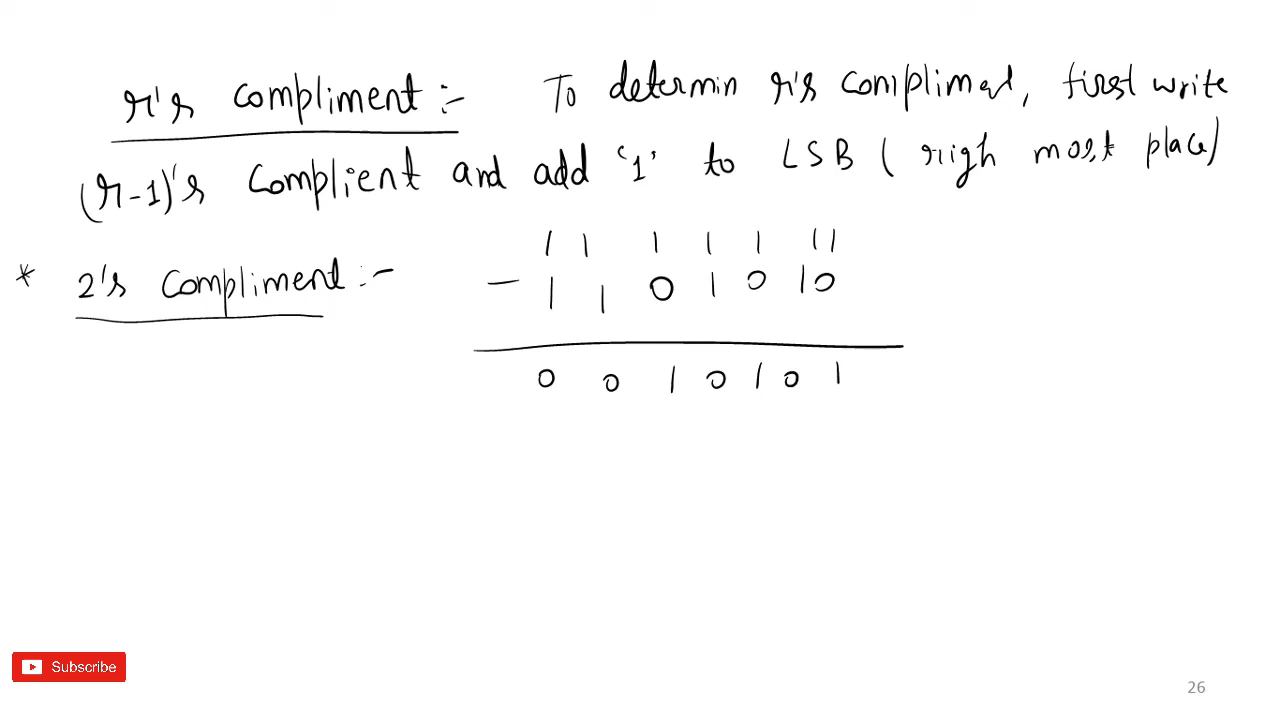 r's compliment :- To determin r's complimat, first write
(r-1)'s Complient and add '1' to LSB ( righ most place)
1 1 1 1 1 1 1
* 2's Compliment :- - 1 1 0 1 0 1 0
0 0 1 0 1 0 1
Subscribe
26